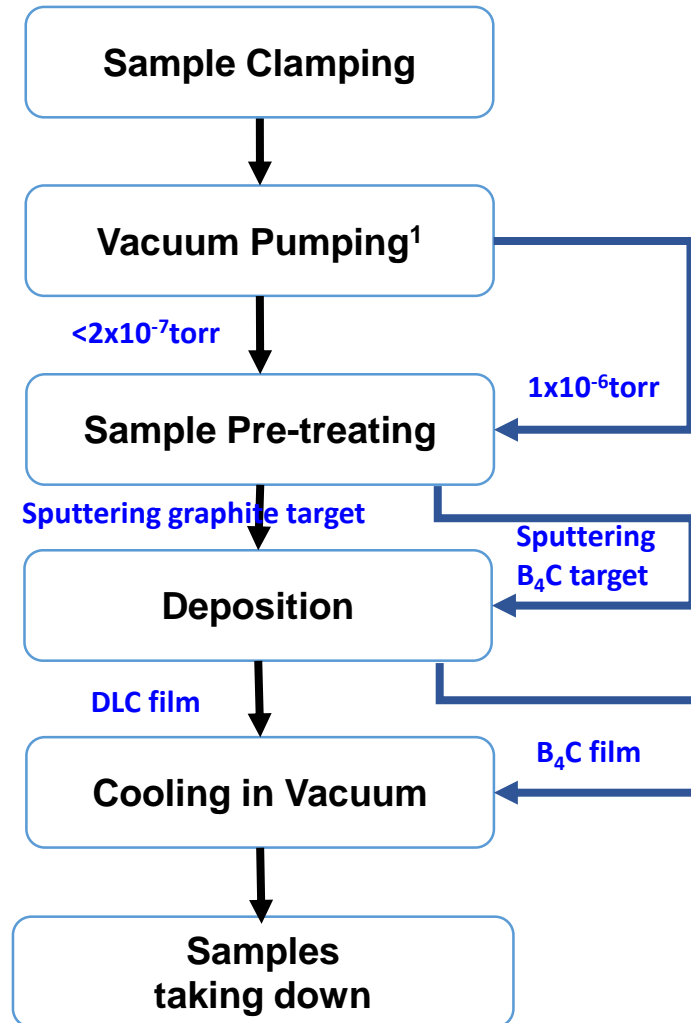 Sample Clamping
Vacuum Pumping¹
<2x10⁻⁷torr
1x10⁻⁶torr
Sample Pre-treating
Sputtering graphite target
Sputtering
B₄C target
Deposition
DLC film
B₄C film
Cooling in Vacuum
Samples
taking down